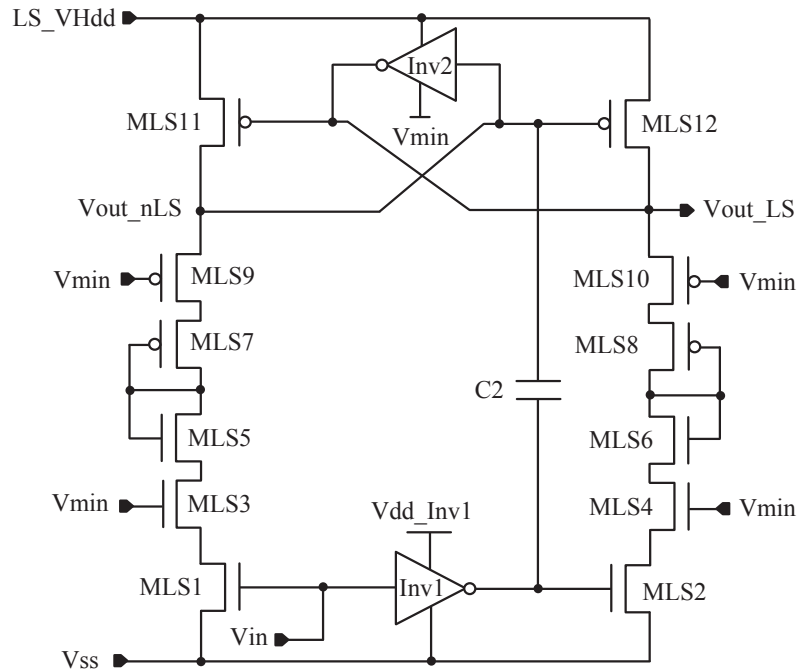 LS_VHdd
Inv2
MLS11
MLS12
Vmin
Vout_nLS
Vout_LS
Vmin
MLS9
MLS10
Vmin
MLS7
MLS8
C2
MLS5
MLS6
Vmin
MLS3
MLS4
Vmin
Vdd_Inv1
MLS1
Inv1
MLS2
Vin
Vss